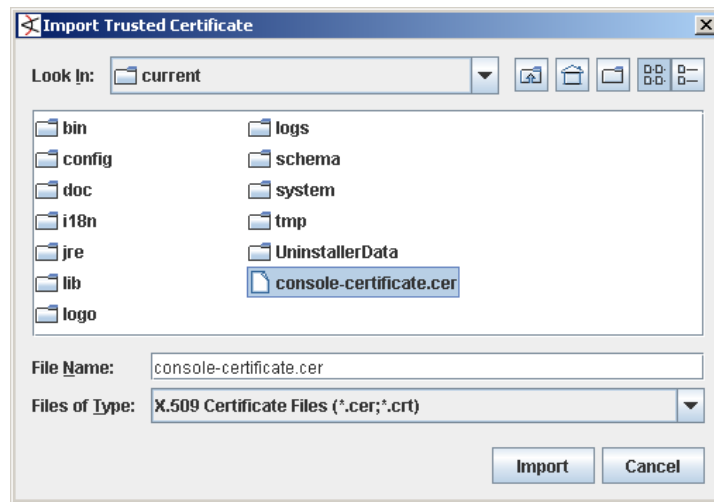 Import Trusted Certificate
Look In: current
bin
config
doc
i18n
jre
lib
logo
logs
schema
system
tmp
UninstallerData
console-certificate.cer
File Name: console-certificate.cer
Files of Type: X.509 Certificate Files (*.cer;*.crt)
Import Cancel